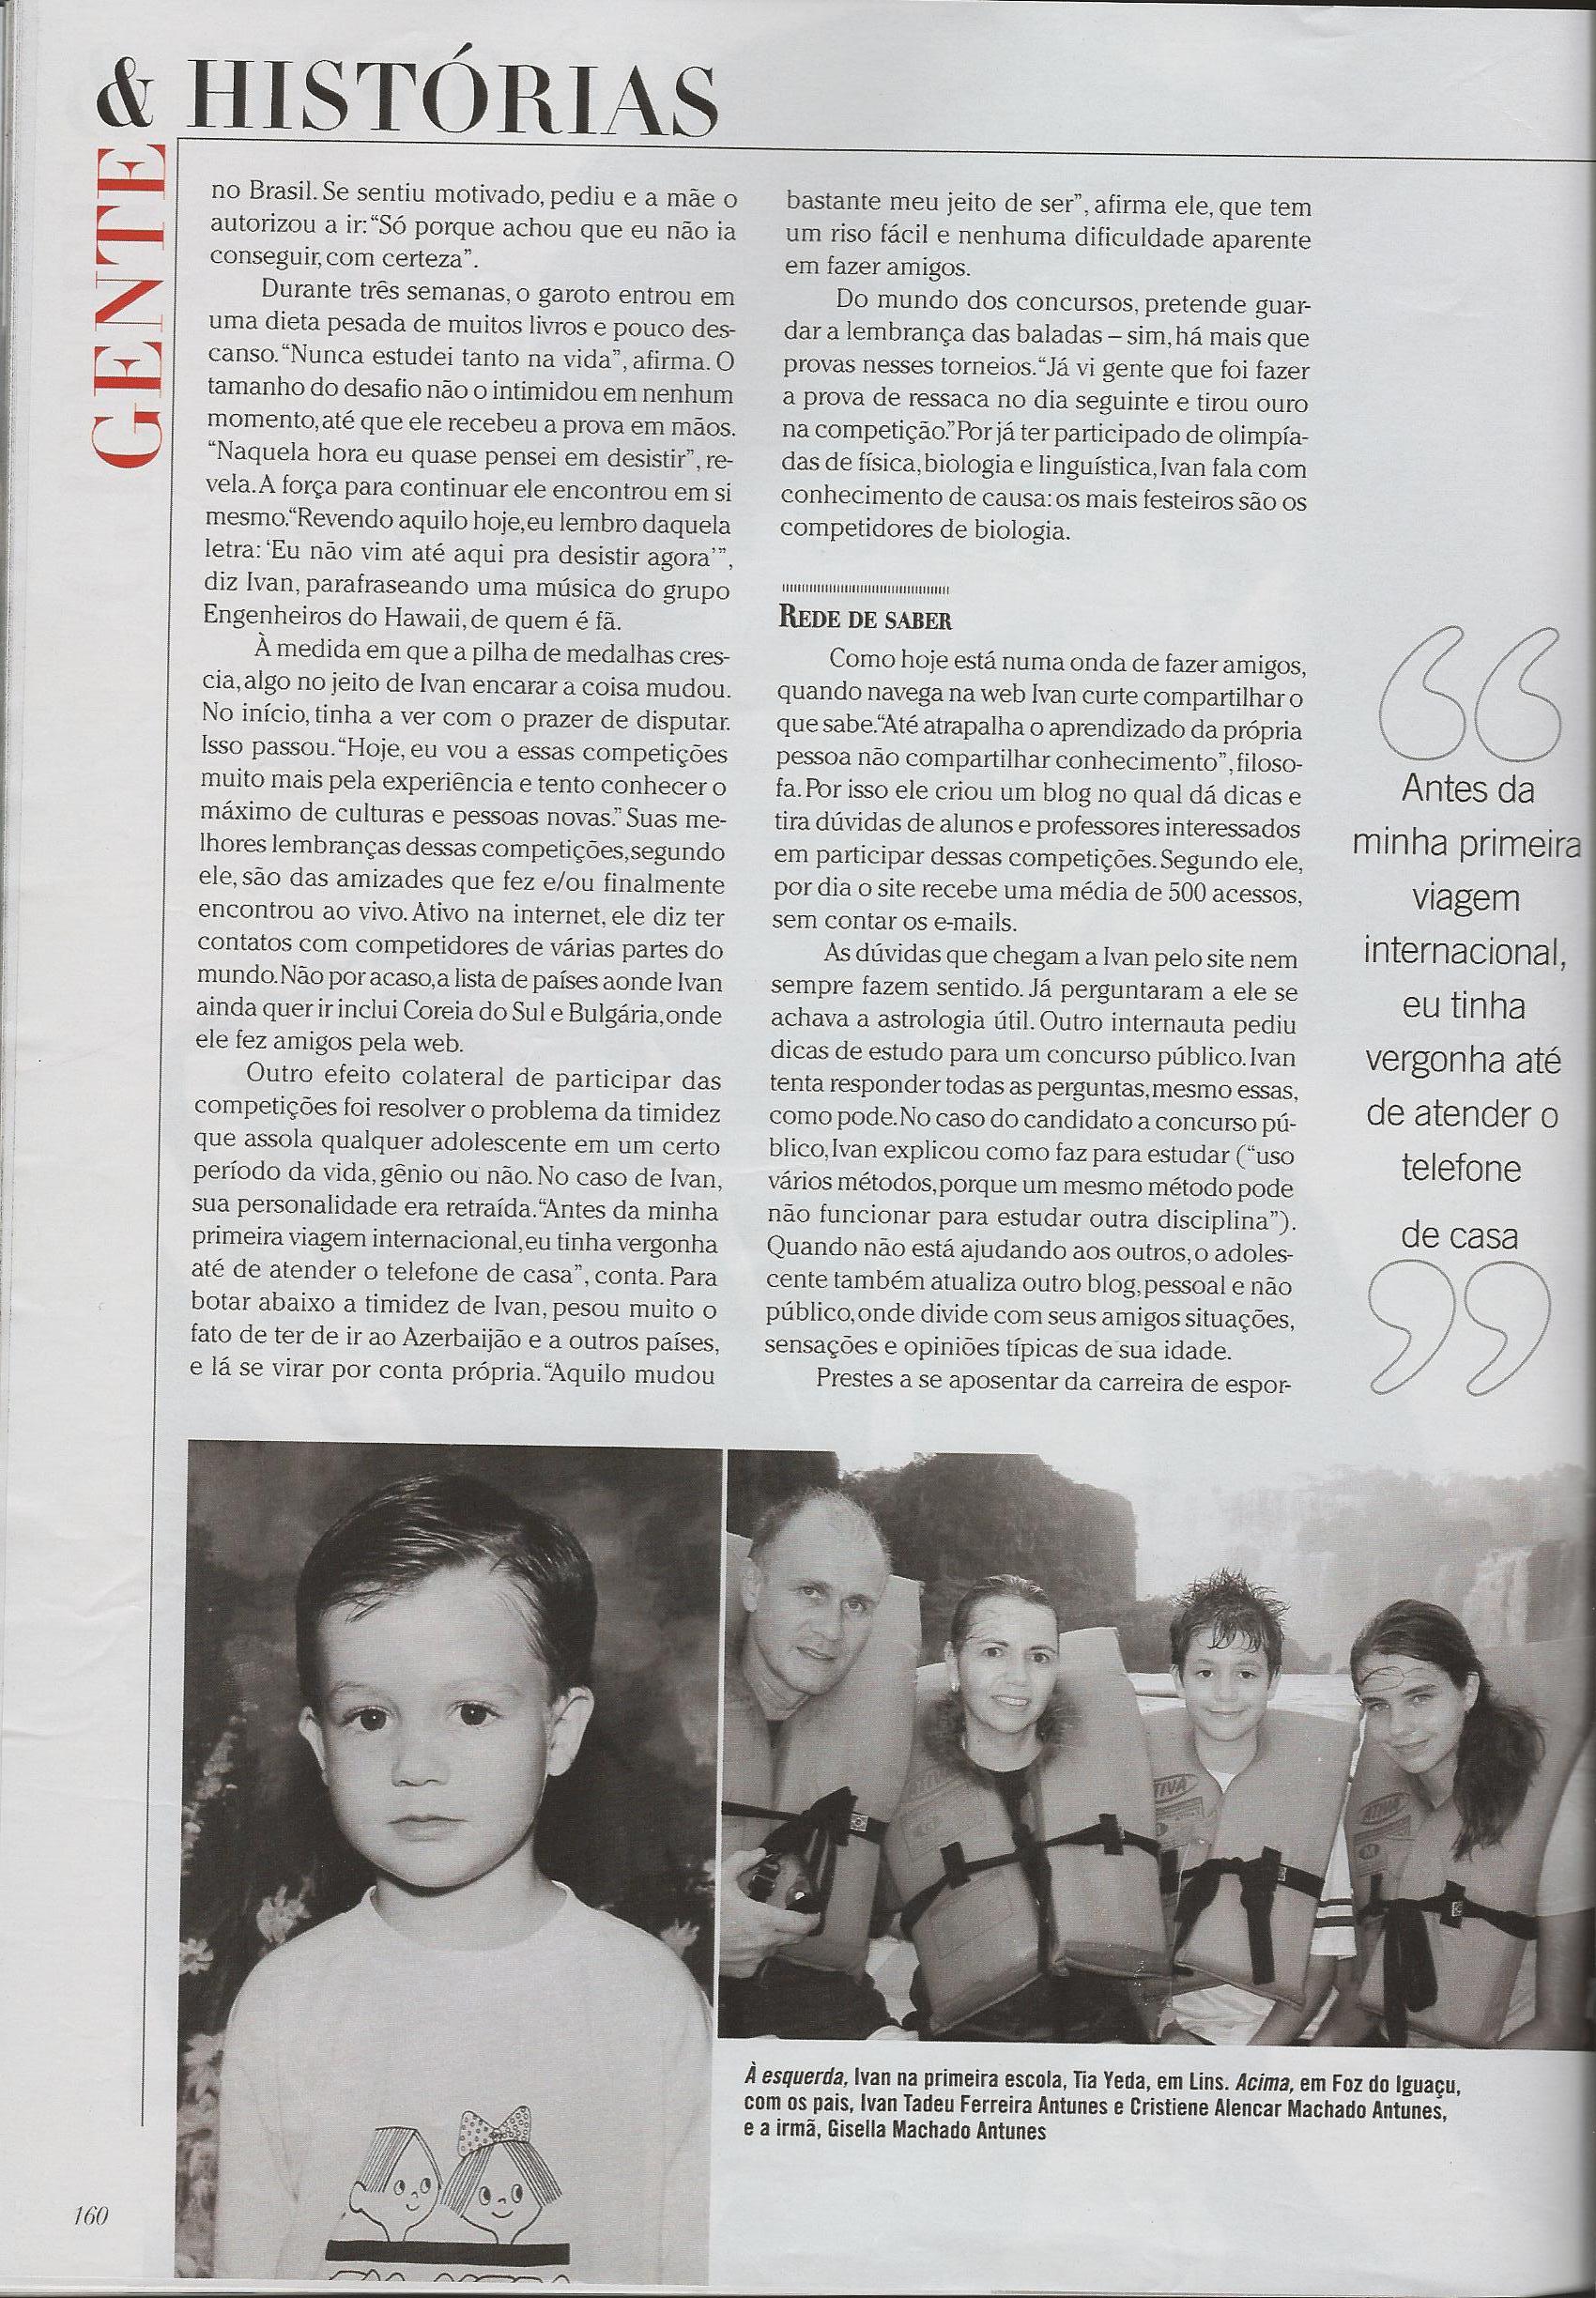 & HISTÓRIAS
GENTE
no Brasil. Se sentiu motivado, pediu e a mãe o
autorizou a ir: “Só porque achou que eu não ia
conseguir, com certeza”.
Durante três semanas, o garoto entrou em
uma dieta pesada de muitos livros e pouco des-
canso. “Nunca estudei tanto na vida”, afirma. O
tamanho do desafio não o intimidou em nenhum
momento, até que ele recebeu a prova em mãos.
“Naquela hora eu quase pensei em desistir”, re-
vela. A força para continuar ele encontrou em si
mesmo. “Revendo aquilo hoje, eu lembro daquela
letra: ‘Eu não vim até aqui pra desistir agora’”,
diz Ivan, parafraseando uma música do grupo
Engenheiros do Hawaii, de quem é fã.
À medida em que a pilha de medalhas cres-
cia, algo no jeito de Ivan encarar a coisa mudou.
No início, tinha a ver com o prazer de disputar.
Isso passou. “Hoje, eu vou a essas competições
muito mais pela experiência e tento conhecer o
máximo de culturas e pessoas novas.” Suas me-
lhores lembranças dessas competições, segundo
ele, são das amizades que fez e/ou finalmente
encontrou ao vivo. Ativo na internet, ele diz ter
contatos com competidores de várias partes do
mundo. Não por acaso, a lista de países aonde Ivan
ainda quer ir inclui Coreia do Sul e Bulgária, onde
ele fez amigos pela web.
Outro efeito colateral de participar das
competições foi resolver o problema da timidez
que assola qualquer adolescente em um certo
período da vida, gênio ou não. No caso de Ivan,
sua personalidade era retraída. “Antes da minha
primeira viagem internacional, eu tinha vergonha
até de atender o telefone de casa”, conta. Para
botar abaixo a timidez de Ivan, pesou muito o
fato de ter de ir ao Azerbaijão e a outros países,
e lá se virar por conta própria. “Aquilo mudou
bastante meu jeito de ser”, afirma ele, que tem
um riso fácil e nenhuma dificuldade aparente
em fazer amigos.
Do mundo dos concursos, pretende guar-
dar a lembrança das baladas – sim, há mais que
provas nesses torneios. “Já vi gente que foi fazer
a prova de ressaca no dia seguinte e tirou ouro
na competição.” Por já ter participado de olimpía-
das de física, biologia e linguística, Ivan fala com
conhecimento de causa: os mais festeiros são os
competidores de biologia.
REDE DE SABER
Como hoje está numa onda de fazer amigos,
quando navega na web Ivan curte compartilhar o
que sabe. “Até atrapalha o aprendizado da própria
pessoa não compartilhar conhecimento”, filoso-
fa. Por isso ele criou um blog no qual dá dicas e
tira dúvidas de alunos e professores interessados
em participar dessas competições. Segundo ele,
por dia o site recebe uma média de 500 acessos,
sem contar os e-mails.
As dúvidas que chegam a Ivan pelo site nem
sempre fazem sentido. Já perguntaram a ele se
achava a astrologia útil. Outro internauta pediu
dicas de estudo para um concurso público. Ivan
tenta responder todas as perguntas, mesmo essas,
como pode. No caso do candidato a concurso pú-
blico, Ivan explicou como faz para estudar (“uso
vários métodos, porque um mesmo método pode
não funcionar para estudar outra disciplina”).
Quando não está ajudando aos outros, o adoles-
cente também atualiza outro blog, pessoal e não
público, onde divide com seus amigos situações,
sensações e opiniões típicas de sua idade.
Prestes a se aposentar da carreira de espor-
“
Antes da
minha primeira
viagem
internacional,
eu tinha
vergonha até
de atender o
telefone
de casa
”
ATIVA
M
À esquerda, Ivan na primeira escola, Tia Yeda, em Lins. Acima, em Foz do Iguaçu,
com os pais, Ivan Tadeu Ferreira Antunes e Cristiene Alencar Machado Antunes,
e a irmã, Gisella Machado Antunes
160